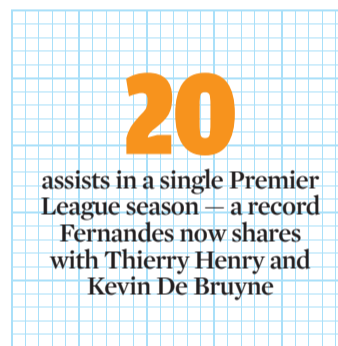 20
assists in a single Premier
League season — a record
Fernandes now shares
with Thierry Henry and
Kevin De Bruyne